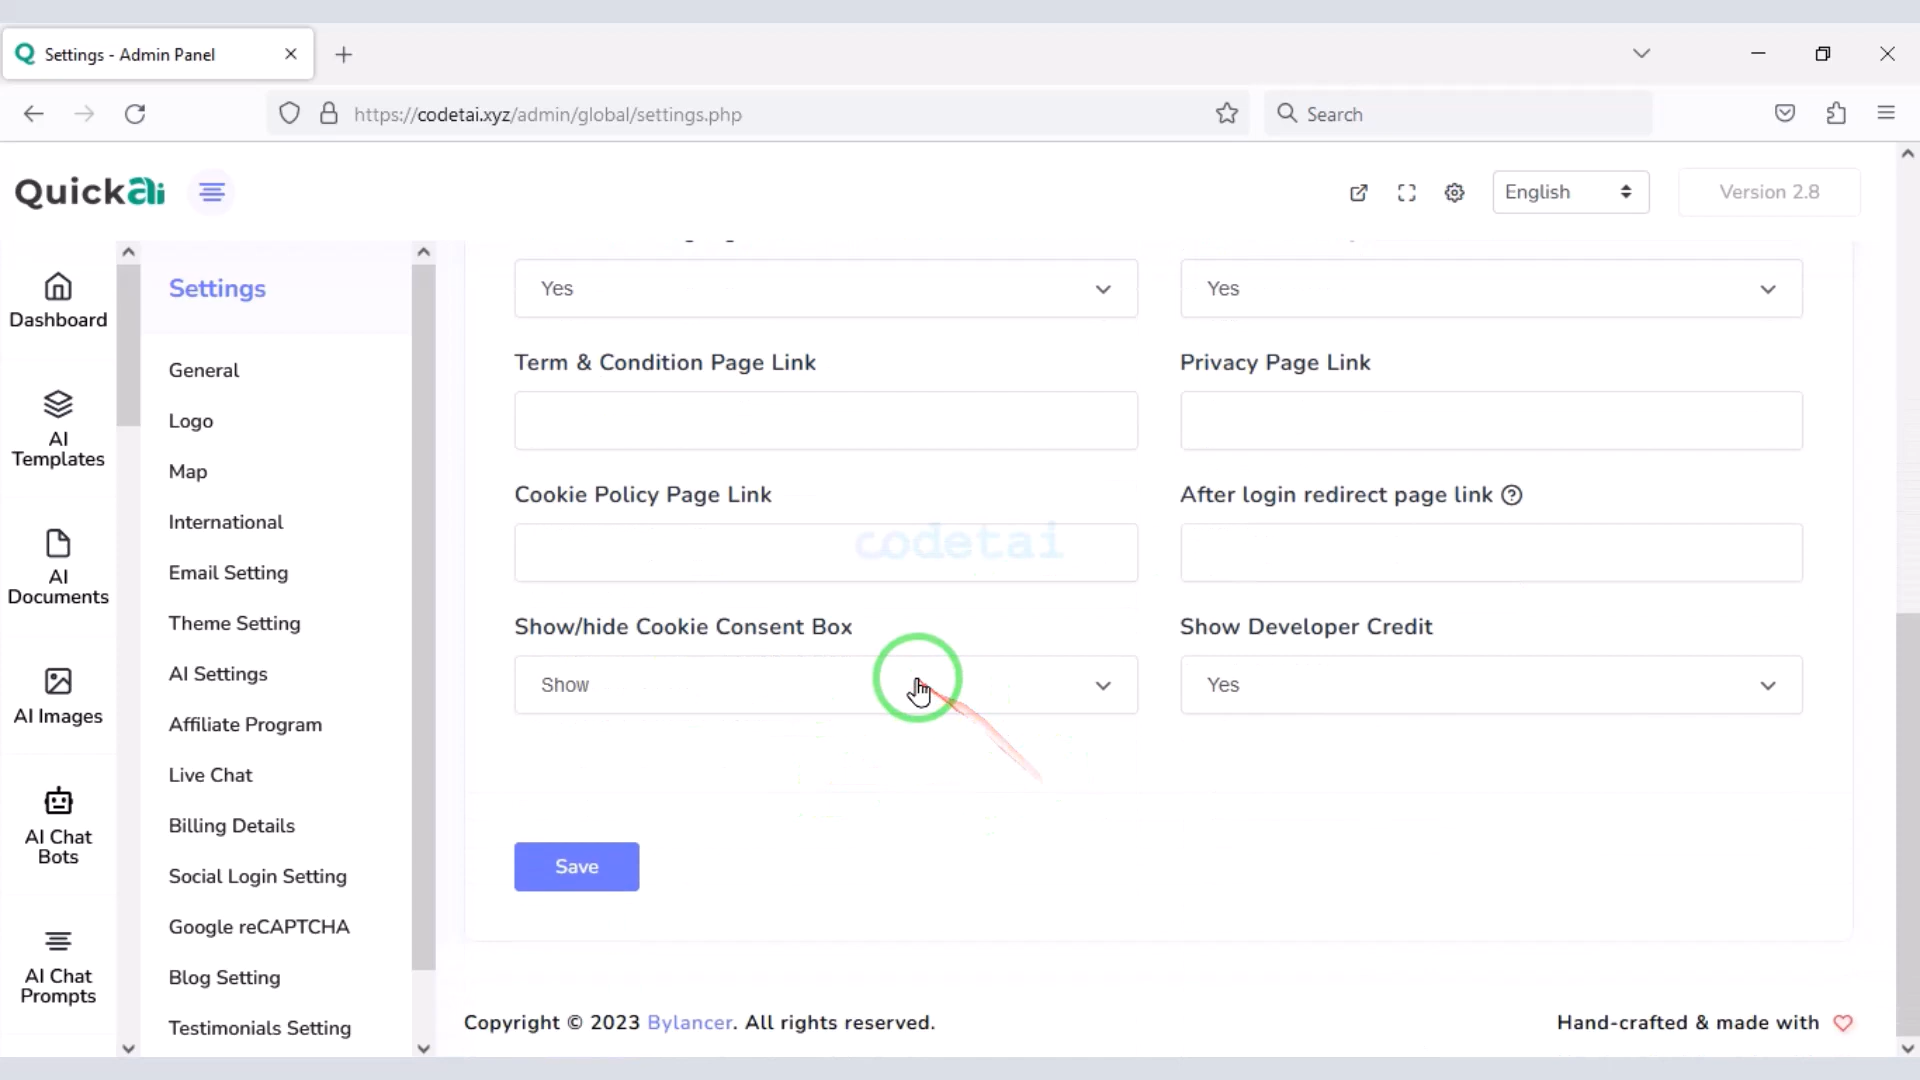 Settings - Admin Panel
https://codetai.xyz/admin/global/settings.php
Search
Quickai
English
Version 2.8
Dashboard
AI
Templates
AI
Documents
AI Images
AI Chat
Bots
AI Chat
Prompts
Settings
General
Logo
Map
International
Email Setting
Theme Setting
AI Settings
Affiliate Program
Live Chat
Billing Details
Social Login Setting
Google reCAPTCHA
Blog Setting
Testimonials Setting
Yes
Yes
Term & Condition Page Link
Privacy Page Link
Cookie Policy Page Link
After login redirect page link
codetai
Show/hide Cookie Consent Box
Show Developer Credit
Show
Yes
Save
Copyright © 2023 Bylancer. All rights reserved.
Hand-crafted & made with